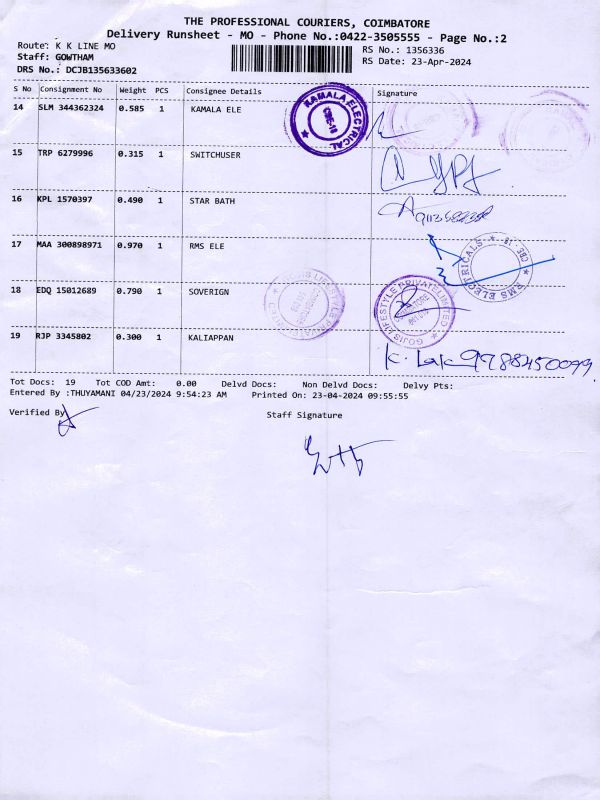 THE PROFESSIONAL COURIERS, COIMBATORE
Delivery Runsheet - MO - Phone No.:0422-3505555 - Page No.:2
Route: K K LINE MO
RS No.: 1356336
Staff: GOWTHAM
RS Date: 23-Apr-2024
DRS No.: DCJB135633602
S No Consignment No Weight PCS Consignee Details Signature
14 SLM 344362324 0.585 1 KAMALA ELE
KAMALA ELECTRICAL
15 TRP 6279996 0.315 1 SWITCHUSER
16 KPL 1570397 0.490 1 STAR BATH
17 MAA 300898971 0.970 1 RMS ELE
RMS ELECTRICALS
18 EDQ 15012689 0.790 1 SOVERIGN
GOJIS LIFESTYLE PRIVATE LIMITED
19 RJP 3345802 0.300 1 KALIAPPAN
K. Lak 9788450099
Tot Docs: 19 Tot COD Amt: 0.00 Delvd Docs: Non Delvd Docs: Delvy Pts:
Entered By :THUYAMANI 04/23/2024 9:54:23 AM Printed On: 23-04-2024 09:55:55
Verified By
Staff Signature